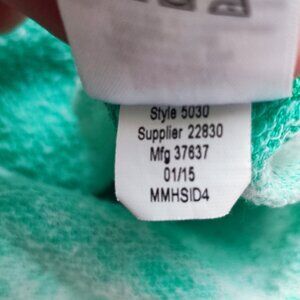 Style 5030
Supplier 22830
Mfg 37637
01/15
MMHSID4